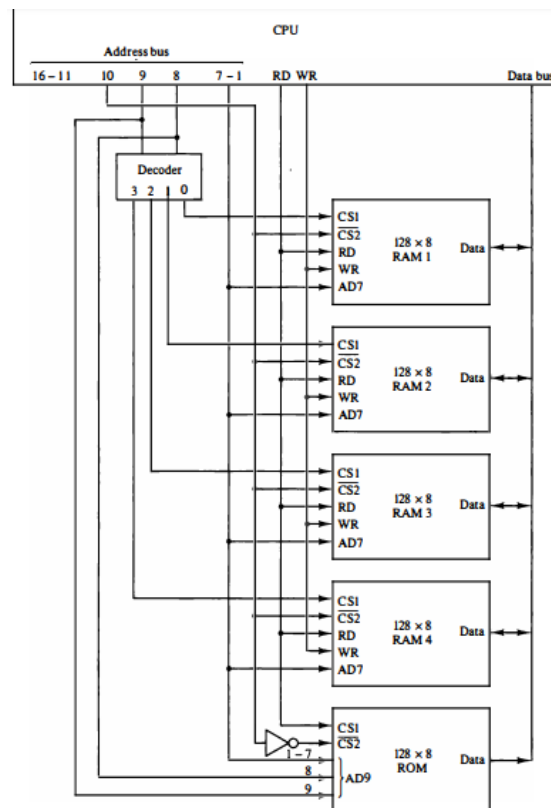 CPU
Address bus
16 – 11 10 9 8 7 – 1 RD WR Data bus
Decoder
3 2 1 0
CS1
CS2
RD
WR
AD7
128 × 8
RAM 1
Data
CS1
CS2
RD
WR
AD7
128 × 8
RAM 2
Data
CS1
CS2
RD
WR
AD7
128 × 8
RAM 3
Data
CS1
CS2
RD
WR
AD7
128 × 8
RAM 4
Data
CS1
CS2
1 – 7
8
9
AD9
128 × 8
ROM
Data